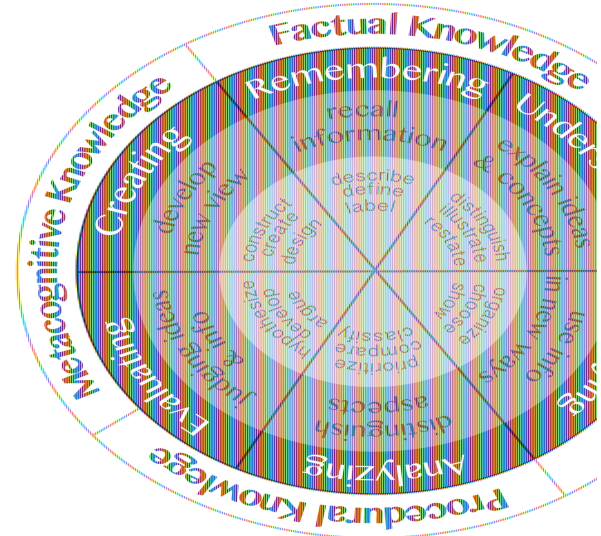 Factual Knowledge
Remembering
recall
information
describe
define
label
explain ideas
& concepts
distinguish
illustrate
restate
use info
in new ways
organize
choose
show
Analyzing
distinguish
aspects
prioritize
compare
classify
Procedural Knowlege
Evaluating
judging ideas
& info
hypothesize
develop
argue
Metacognitive Knowledge
Creating
develop
new view
construct
create
design